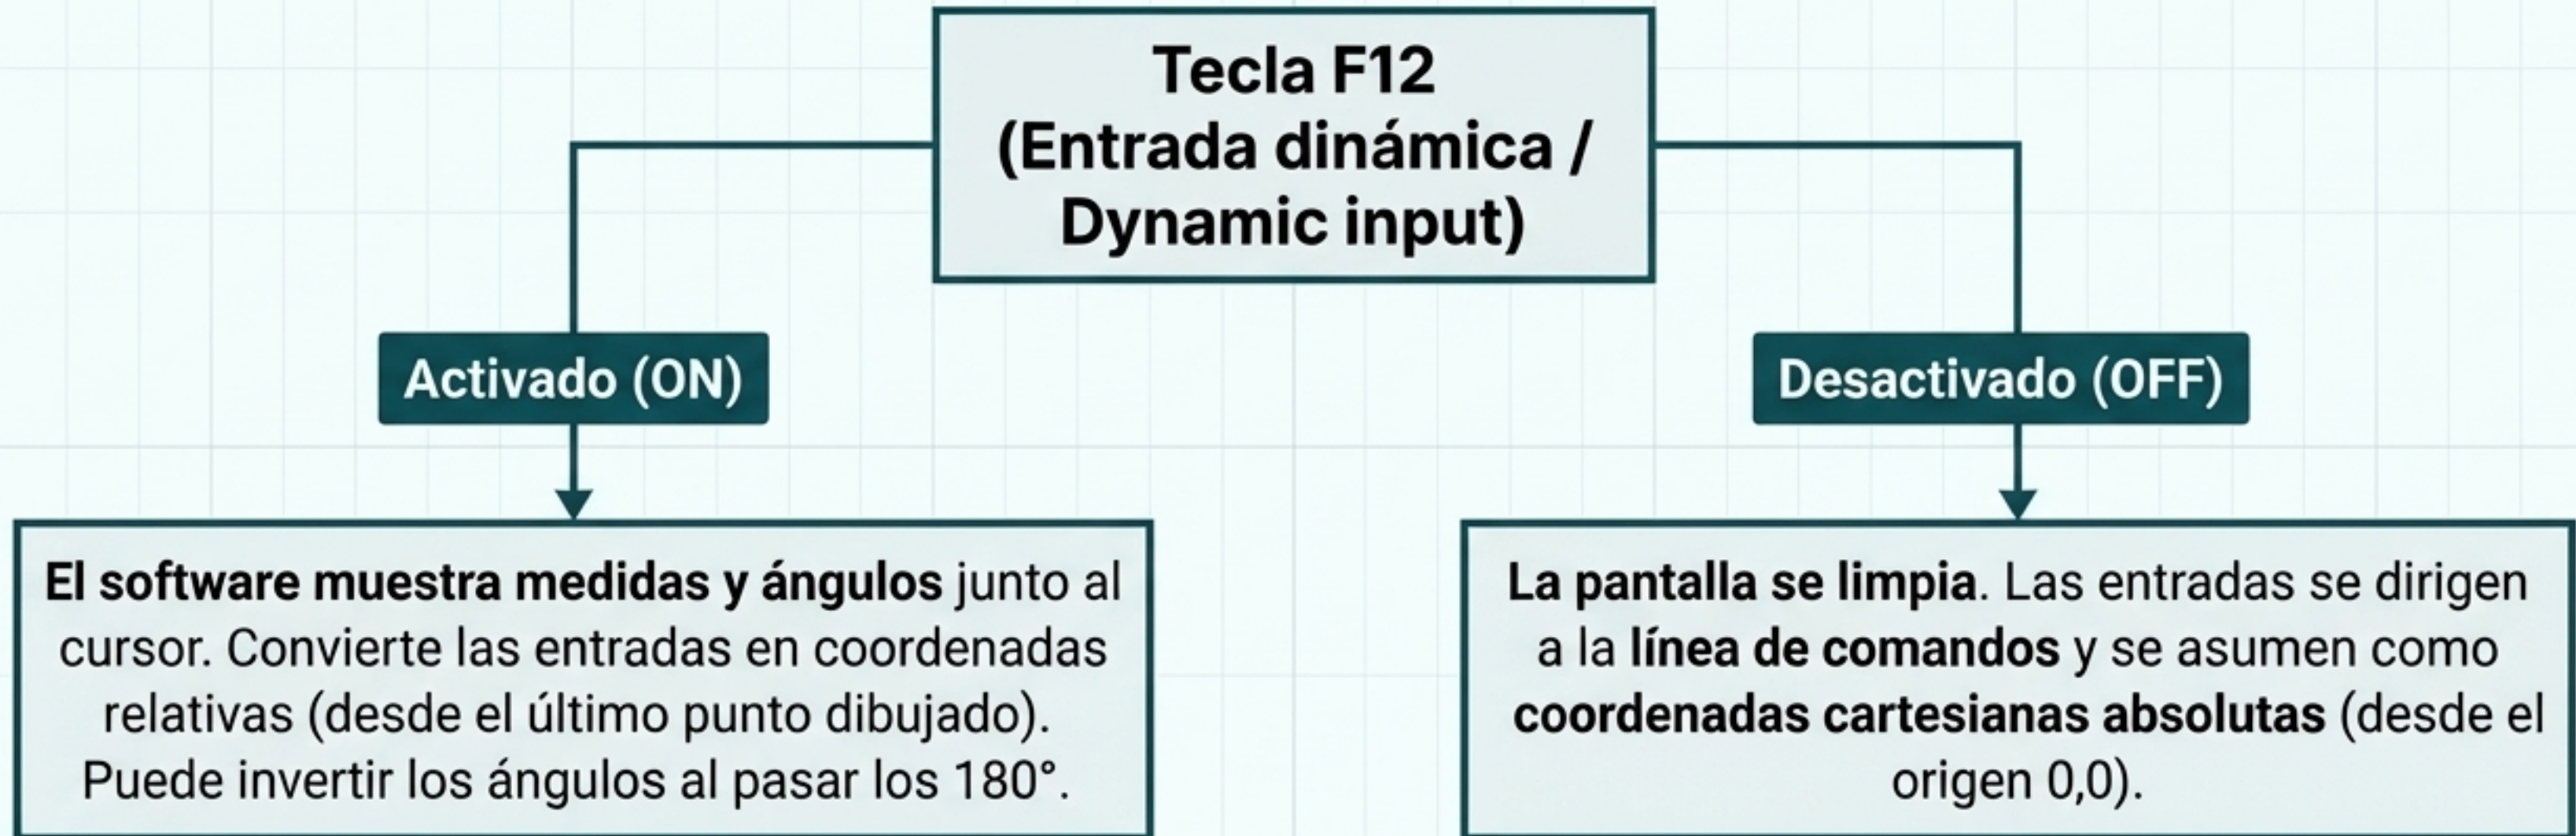 Tecla F12
(Entrada dinámica /
Dynamic input)
Activado (ON)
Desactivado (OFF)
El software muestra medidas y ángulos junto al
cursor. Convierte las entradas en coordenadas
relativas (desde el último punto dibujado).
Puede invertir los ángulos al pasar los 180°.
La pantalla se limpia. Las entradas se dirigen
a la línea de comandos y se asumen como
coordenadas cartesianas absolutas (desde el
origen 0,0).